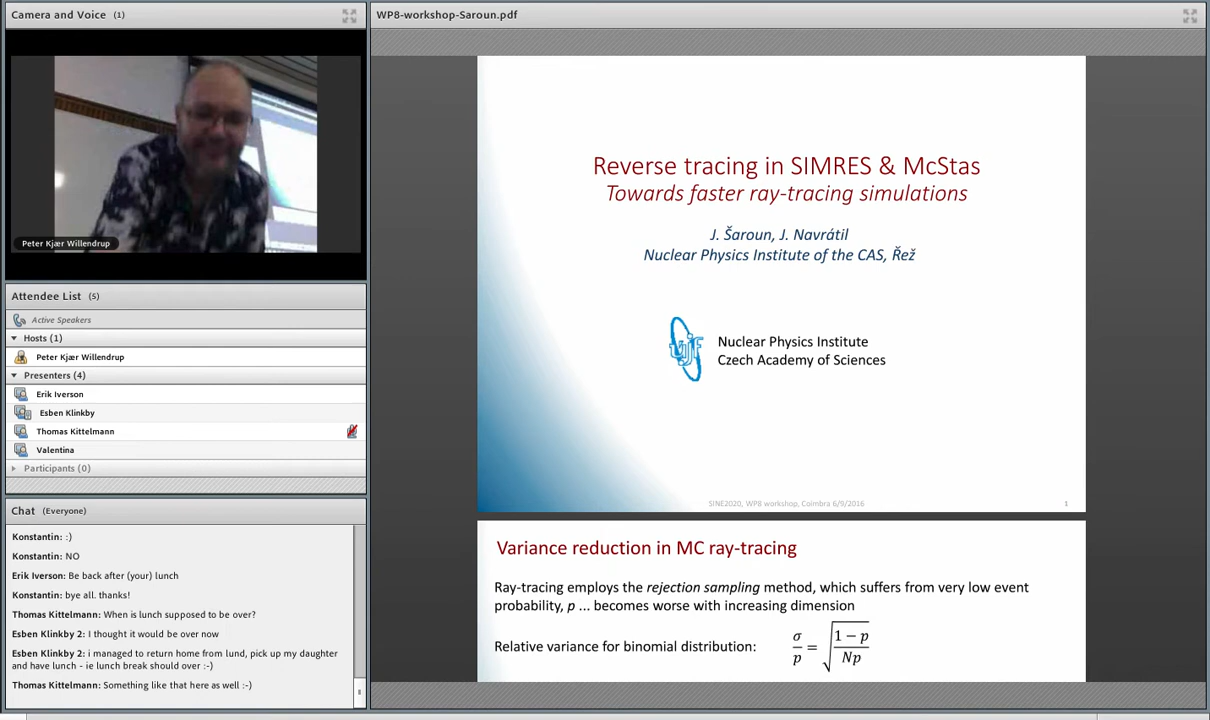 Camera and Voice (1)
Peter Kjær Willendrup
Attendee List (5)
Active Speakers
Hosts (1)
Peter Kjær Willendrup
Presenters (4)
Erik Iverson
Esben Klinkby
Thomas Kittelmann
Valentina
Participants (0)
Chat (Everyone)
Konstantin: :)
Konstantin: NO
Erik Iverson: Be back after (your) lunch
Konstantin: bye all. thanks!
Thomas Kittelmann: When is lunch supposed to be over?
Esben Klinkby 2: I thought it would be over now
Esben Klinkby 2: i managed to return home from lund, pick up my daughter
and have lunch - ie lunch break should over :-)
Thomas Kittelmann: Something like that here as well :-)
WP8-workshop-Saroun.pdf
Reverse tracing in SIMRES & McStas
Towards faster ray-tracing simulations
J. Šaroun, J. Navrátil
Nuclear Physics Institute of the CAS, Řež
ujf
Nuclear Physics Institute
Czech Academy of Sciences
SINE2020, WP8 workshop, Coimbra 6/9/2016 1
Variance reduction in MC ray-tracing
Ray-tracing employs the rejection sampling method, which suffers from very low event
probability, p ... becomes worse with increasing dimension
Relative variance for binomial distribution: σ/p = √((1 − p)/(Np))